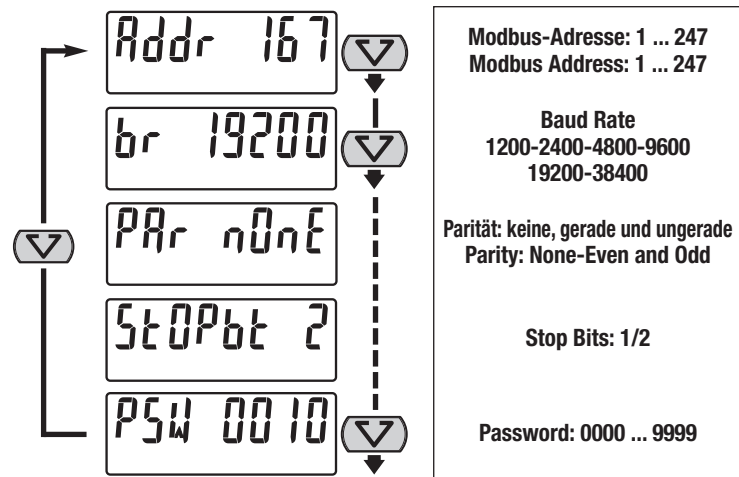 Addr 167
br 19200
PAr nOnE
StOPbt 2
PSW 0010
Modbus-Adresse: 1 ... 247
Modbus Address: 1 ... 247
Baud Rate
1200-2400-4800-9600
19200-38400
Parität: keine, gerade und ungerade
Parity: None-Even and Odd
Stop Bits: 1/2
Password: 0000 ... 9999